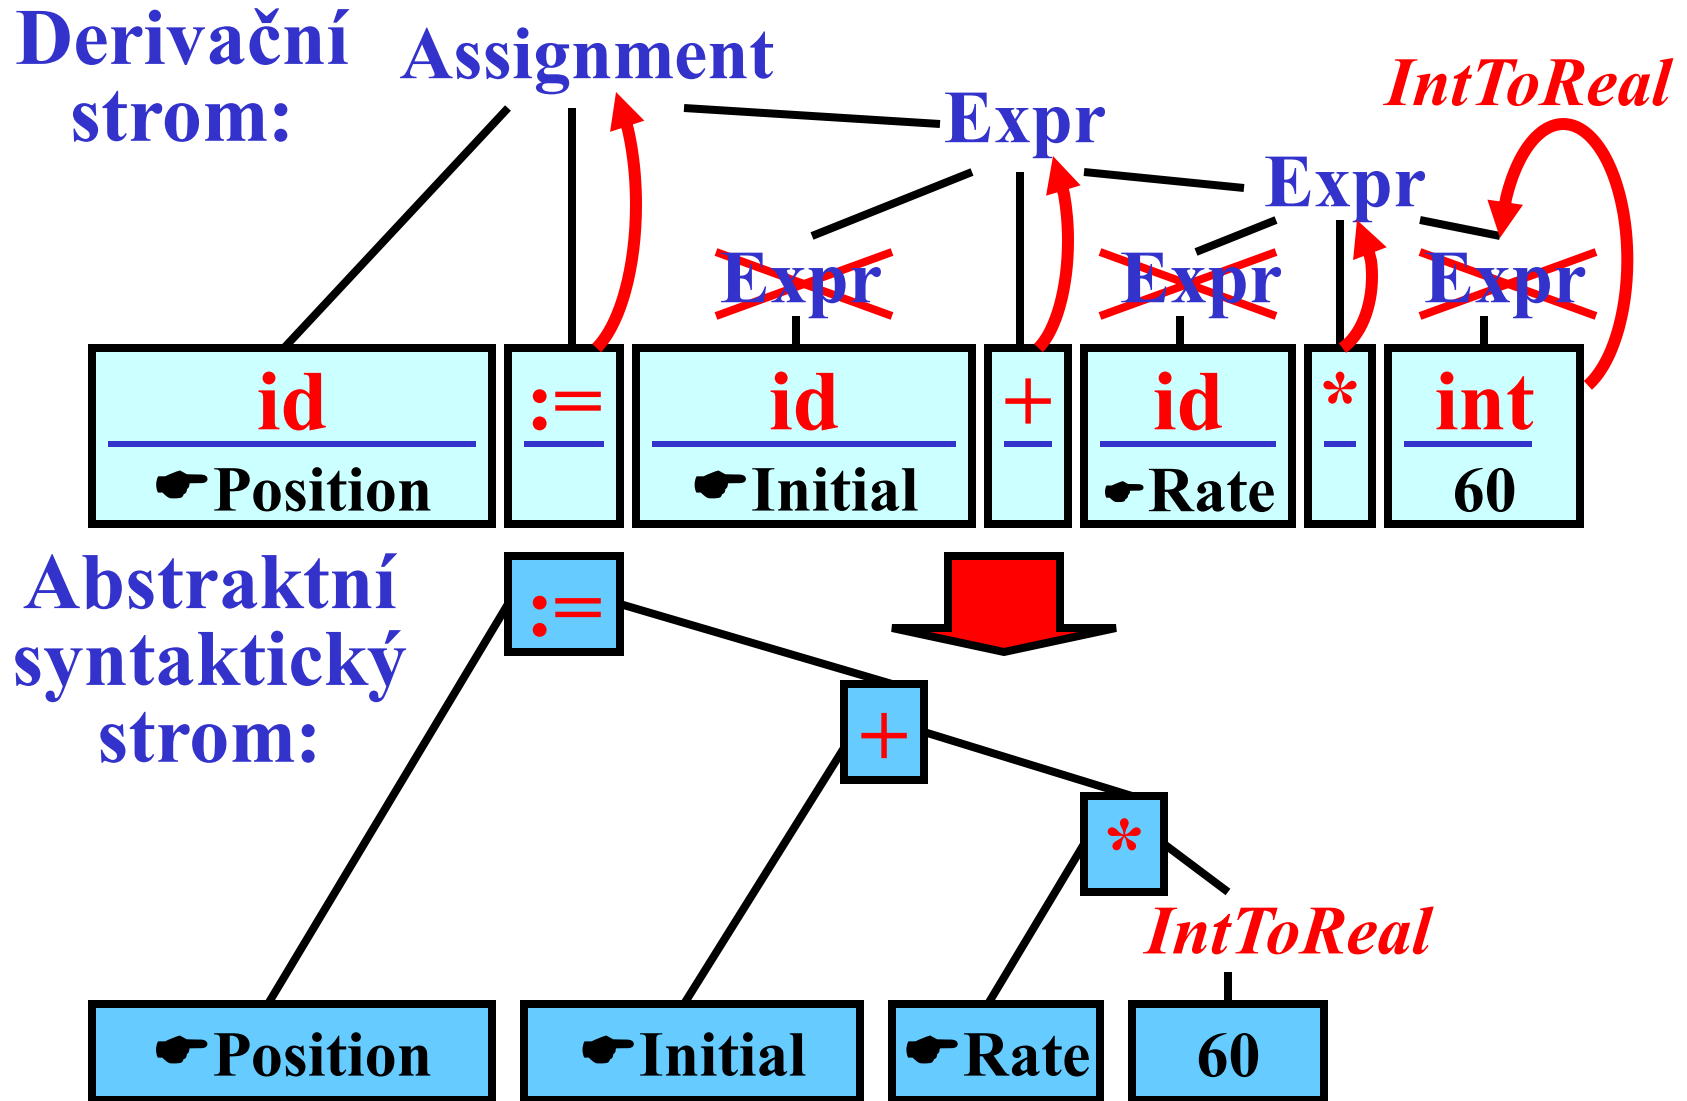 Derivační
strom:
Assignment
Expr
IntToReal
Expr
Expr
Expr
Expr
id
:=
id
+
id
*
int
☛Position
☛Initial
☛Rate
60
Abstraktní
syntaktický
strom:
:=
+
*
IntToReal
☛Position
☛Initial
☛Rate
60